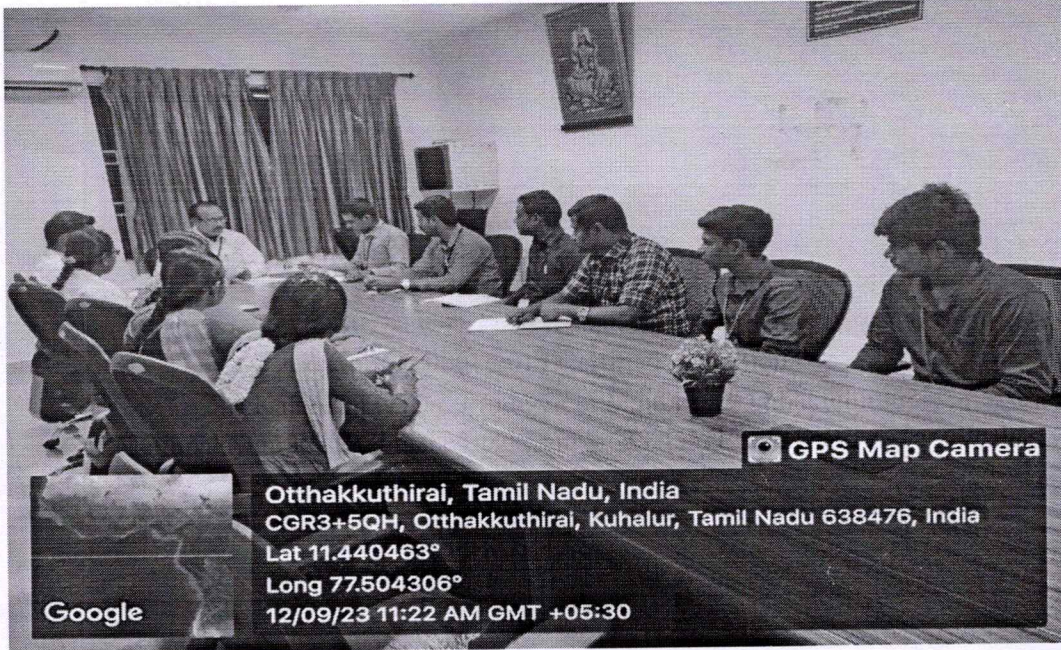 GPS Map Camera
Otthakkuthirai, Tamil Nadu, India
CGR3+5QH, Otthakkuthirai, Kuhalur, Tamil Nadu 638476, India
Lat 11.440463°
Long 77.504306°
12/09/23 11:22 AM GMT +05:30
Google